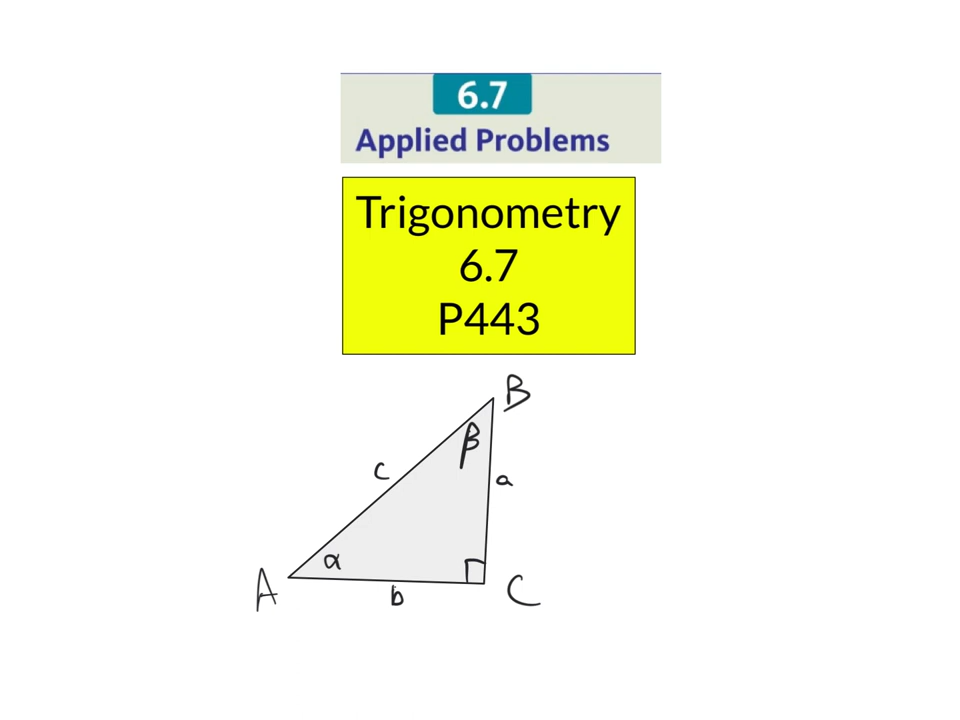 6.7
Applied Problems
Trigonometry
6.7
P443
B
β
c
a
α
A
b
C